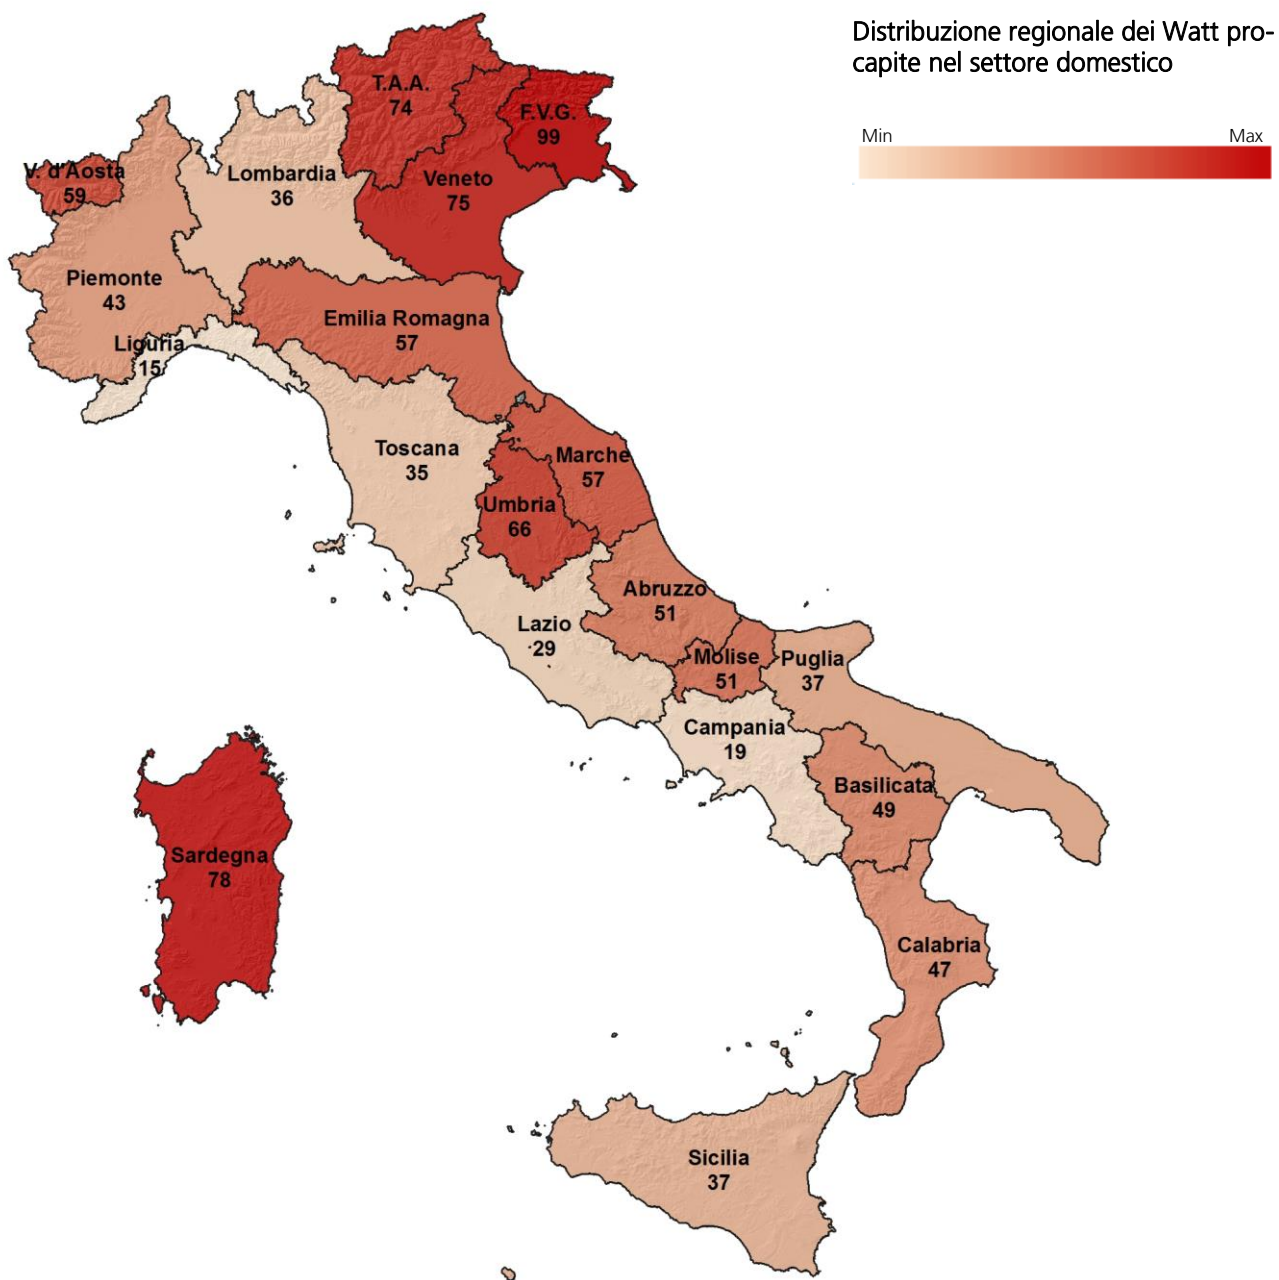 Distribuzione regionale dei Watt pro-
capite nel settore domestico
Min
Max
T.A.A.
74
F.V.G.
99
V. d'Aosta
59
Lombardia
36
Veneto
75
Piemonte
43
Emilia Romagna
57
Liguria
15
Toscana
35
Marche
57
Umbria
66
Abruzzo
51
Lazio
29
Molise
51
Puglia
37
Campania
19
Basilicata
49
Sardegna
78
Calabria
47
Sicilia
37